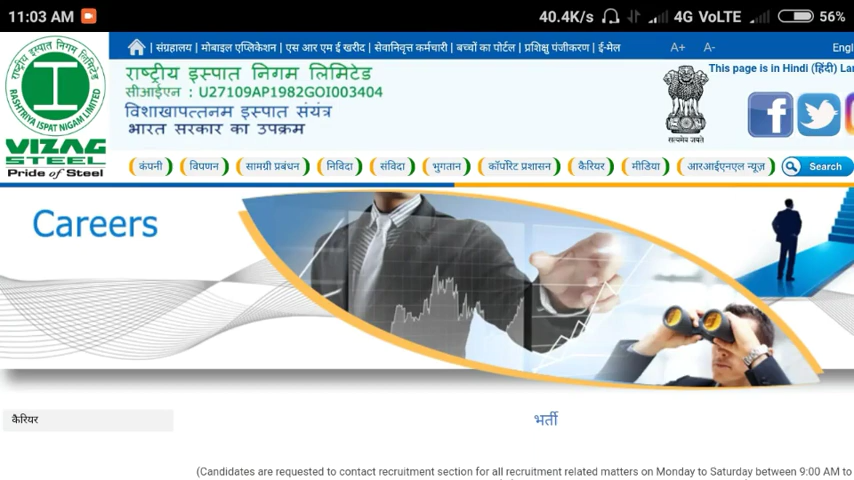 11:03 AM 40.4K/s 4G VoLTE 56%
संग्रहालय | मोबाइल एप्लिकेशन | एस आर एम ई खरीद | सेवानिवृत्त कर्मचारी | बच्चों का पोर्टल | प्रशिक्षु पंजीकरण | ई-मेल A+ A- Engl
This page is in Hindi (हिंदी) Lan
राष्ट्रीय इस्पात निगम लिमिटेड
सीआईएन : U27109AP1982GOI003404
विशाखापत्तनम इस्पात संयंत्र
भारत सरकार का उपक्रम
सत्यमेव जयते
राष्ट्रीय इस्पात निगम लिमिटेड
RASHTRIYA ISPAT NIGAM LIMITED
VIZAG
STEEL
Pride of Steel
कंपनी विपणन सामग्री प्रबंधन निविदा संविदा भुगतान कॉर्पोरेट प्रशासन कैरियर मीडिया आरआईएनएल न्यूज़ Search
Careers
कैरियर
भर्ती
(Candidates are requested to contact recruitment section for all recruitment related matters on Monday to Saturday between 9:00 AM to